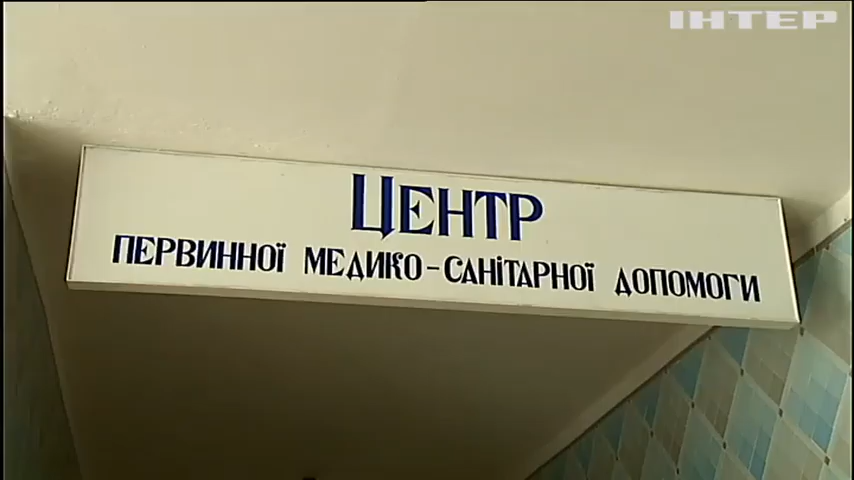 ІНТЕР
ЦЕНТР
ПЕРВИННОЇ МЕДИКО-САНІТАРНОЇ ДОПОМОГИ